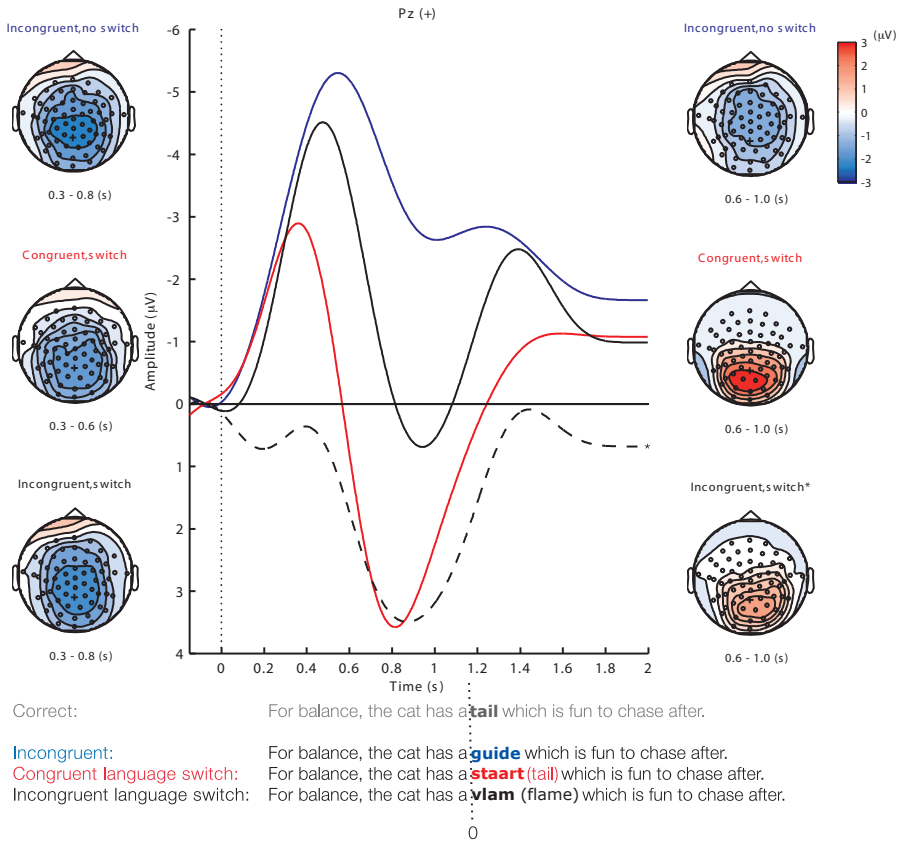 Pz (+)
Incongruent,no switch
0.3 - 0.8 (s)
Congruent,switch
0.3 - 0.6 (s)
Incongruent,switch
0.3 - 0.8 (s)
Amplitude (μV)
-6
-5
-4
-3
-2
-1
0
1
2
3
4
*
0 0.2 0.4 0.6 0.8 1 1.2 1.4 1.6 1.8 2
Time (s)
Incongruent,no switch
0.6 - 1.0 (s)
Congruent,switch
0.6 - 1.0 (s)
Incongruent,switch*
0.6 - 1.0 (s)
(μV)
3
2
1
0
-1
-2
-3
Correct: For balance, the cat has a tail which is fun to chase after.
Incongruent: For balance, the cat has a guide which is fun to chase after.
Congruent language switch: For balance, the cat has a staart (tail) which is fun to chase after.
Incongruent language switch: For balance, the cat has a vlam (flame) which is fun to chase after.
0